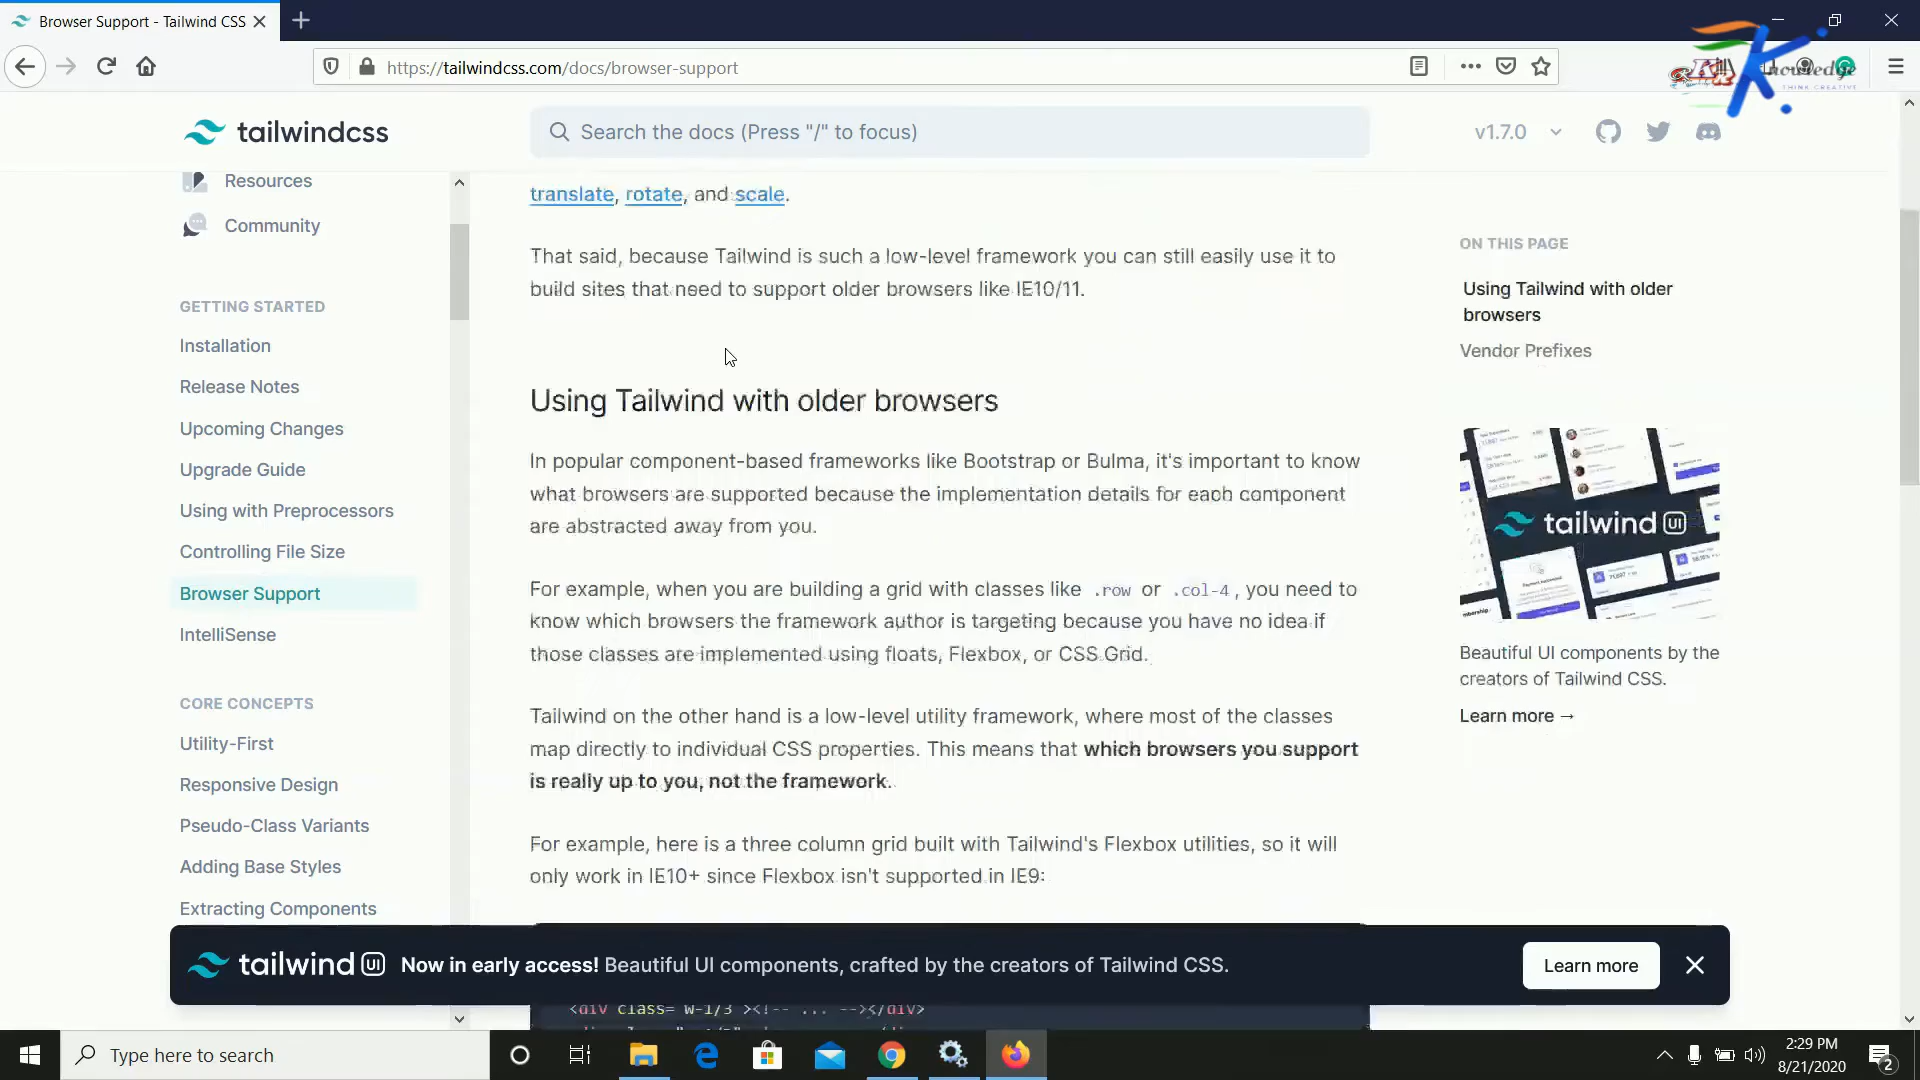 Browser Support - Tailwind CSS
https://tailwindcss.com/docs/browser-support
Knowledge
THINK CREATIVE
tailwindcss
Search the docs (Press "/" to focus)
v1.7.0
Resources
Community
GETTING STARTED
Installation
Release Notes
Upcoming Changes
Upgrade Guide
Using with Preprocessors
Controlling File Size
Browser Support
IntelliSense
CORE CONCEPTS
Utility-First
Responsive Design
Pseudo-Class Variants
Adding Base Styles
Extracting Components
translate, rotate, and scale.
That said, because Tailwind is such a low-level framework you can still easily use it to
build sites that need to support older browsers like IE10/11.
Using Tailwind with older browsers
In popular component-based frameworks like Bootstrap or Bulma, it's important to know
what browsers are supported because the implementation details for each component
are abstracted away from you.
For example, when you are building a grid with classes like .row or .col-4, you need to
know which browsers the framework author is targeting because you have no idea if
those classes are implemented using floats, Flexbox, or CSS Grid.
Tailwind on the other hand is a low-level utility framework, where most of the classes
map directly to individual CSS properties. This means that which browsers you support
is really up to you, not the framework.
For example, here is a three column grid built with Tailwind's Flexbox utilities, so it will
only work in IE10+ since Flexbox isn't supported in IE9:
ON THIS PAGE
Using Tailwind with older
browsers
Vendor Prefixes
tailwind UI
Beautiful UI components by the
creators of Tailwind CSS.
Learn more →
tailwind UI Now in early access! Beautiful UI components, crafted by the creators of Tailwind CSS.
Learn more
<div class="w-1/3"><!-- ... --></div>
Type here to search
2:29 PM
8/21/2020
2